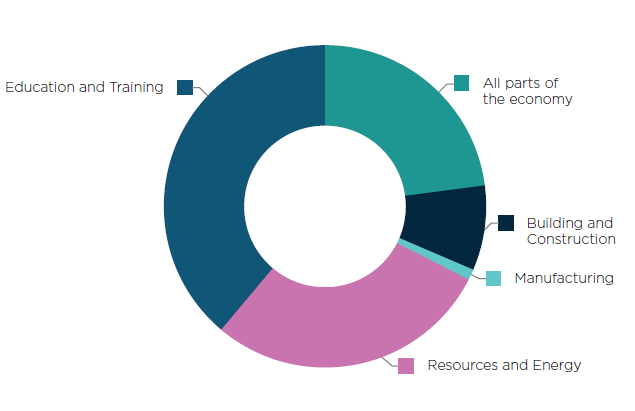 Education and Training
All parts of
the economy
Building and
Construction
Manufacturing
Resources and Energy